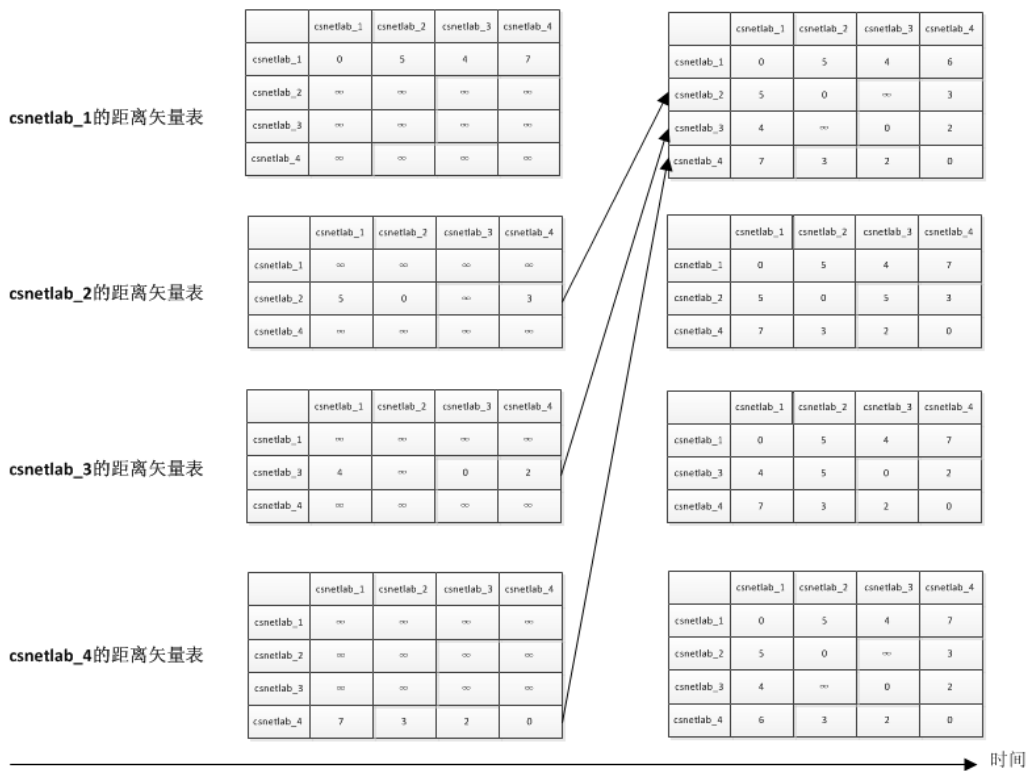 csnetlab_1 csnetlab_2 csnetlab_3 csnetlab_4
csnetlab_1 0 5 4 7
csnetlab_2 ∞ ∞ ∞ ∞
csnetlab_3 ∞ ∞ ∞ ∞
csnetlab_4 ∞ ∞ ∞ ∞
csnetlab_1的距离矢量表
csnetlab_1 csnetlab_2 csnetlab_3 csnetlab_4
csnetlab_1 0 5 4 6
csnetlab_2 5 0 ∞ 3
csnetlab_3 4 ∞ 0 2
csnetlab_4 7 3 2 0
csnetlab_1 csnetlab_2 csnetlab_3 csnetlab_4
csnetlab_1 ∞ ∞ ∞ ∞
csnetlab_2 5 0 ∞ 3
csnetlab_4 ∞ ∞ ∞ ∞
csnetlab_2的距离矢量表
csnetlab_1 csnetlab_2 csnetlab_3 csnetlab_4
csnetlab_1 0 5 4 7
csnetlab_2 5 0 5 3
csnetlab_4 7 3 2 0
csnetlab_1 csnetlab_2 csnetlab_3 csnetlab_4
csnetlab_1 ∞ ∞ ∞ ∞
csnetlab_3 4 ∞ 0 2
csnetlab_4 ∞ ∞ ∞ ∞
csnetlab_3的距离矢量表
csnetlab_1 csnetlab_2 csnetlab_3 csnetlab_4
csnetlab_1 0 5 4 7
csnetlab_3 4 5 0 2
csnetlab_4 7 3 2 0
csnetlab_1 csnetlab_2 csnetlab_3 csnetlab_4
csnetlab_1 ∞ ∞ ∞ ∞
csnetlab_2 ∞ ∞ ∞ ∞
csnetlab_3 ∞ ∞ ∞ ∞
csnetlab_4 7 3 2 0
csnetlab_4的距离矢量表
csnetlab_1 csnetlab_2 csnetlab_3 csnetlab_4
csnetlab_1 0 5 4 7
csnetlab_2 5 0 ∞ 3
csnetlab_3 4 ∞ 0 2
csnetlab_4 6 3 2 0
时间